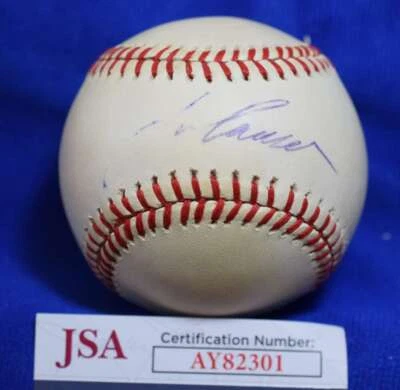 JSA
Certification Number:
AY82301